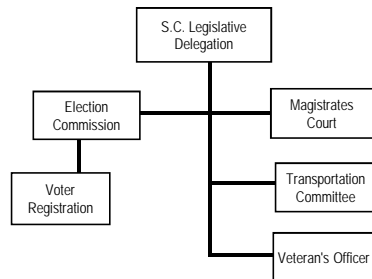 S.C. Legislative
Delegation
Election
Commission
Magistrates
Court
Voter
Registration
Transportation
Committee
Veteran's Officer